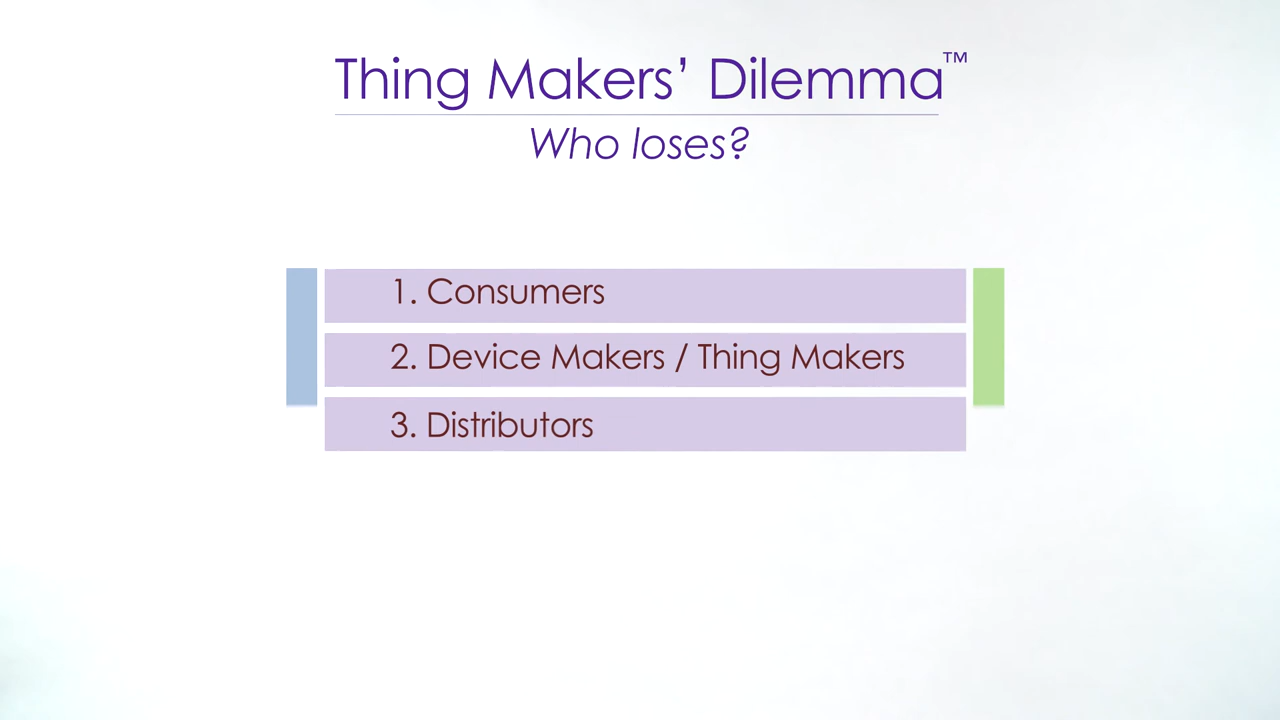 Thing Makers’ Dilemma™
Who loses?
1. Consumers
2. Device Makers / Thing Makers
3. Distributors